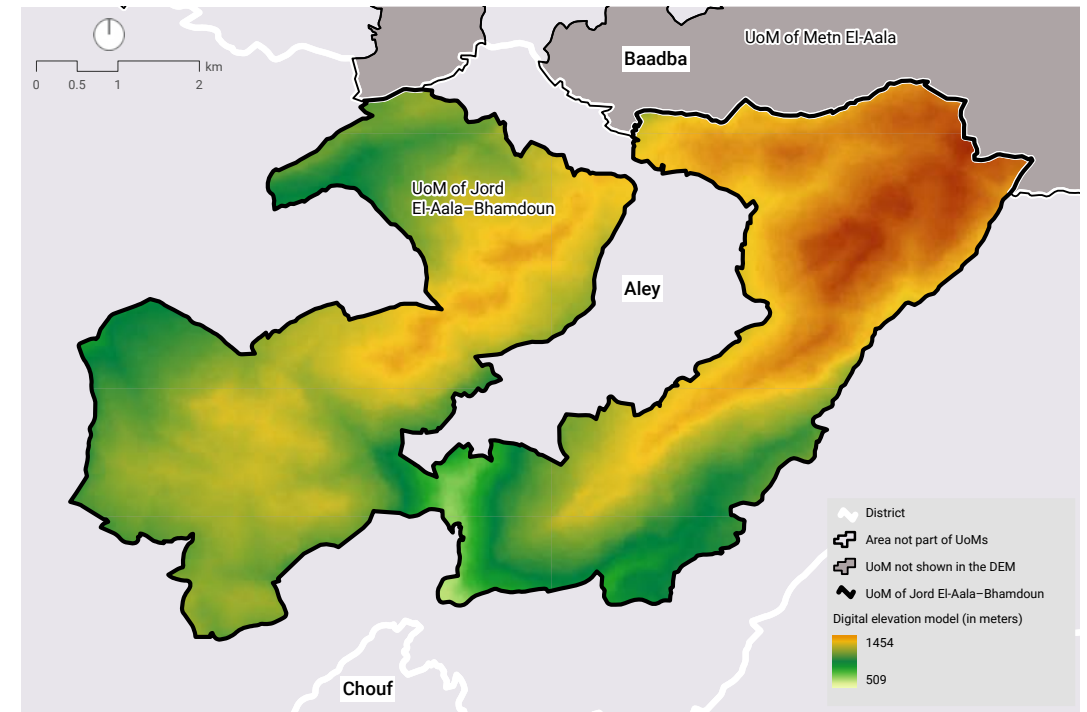 UoM of Metn El-Aala
Baadba
km
0
0.5
1
2
UoM of Jord
El-Aala–Bhamdoun
Aley
District
Area not part of UoMs
UoM not shown in the DEM
UoM of Jord El-Aala–Bhamdoun
Digital elevation model (in meters)
1454
509
Chouf